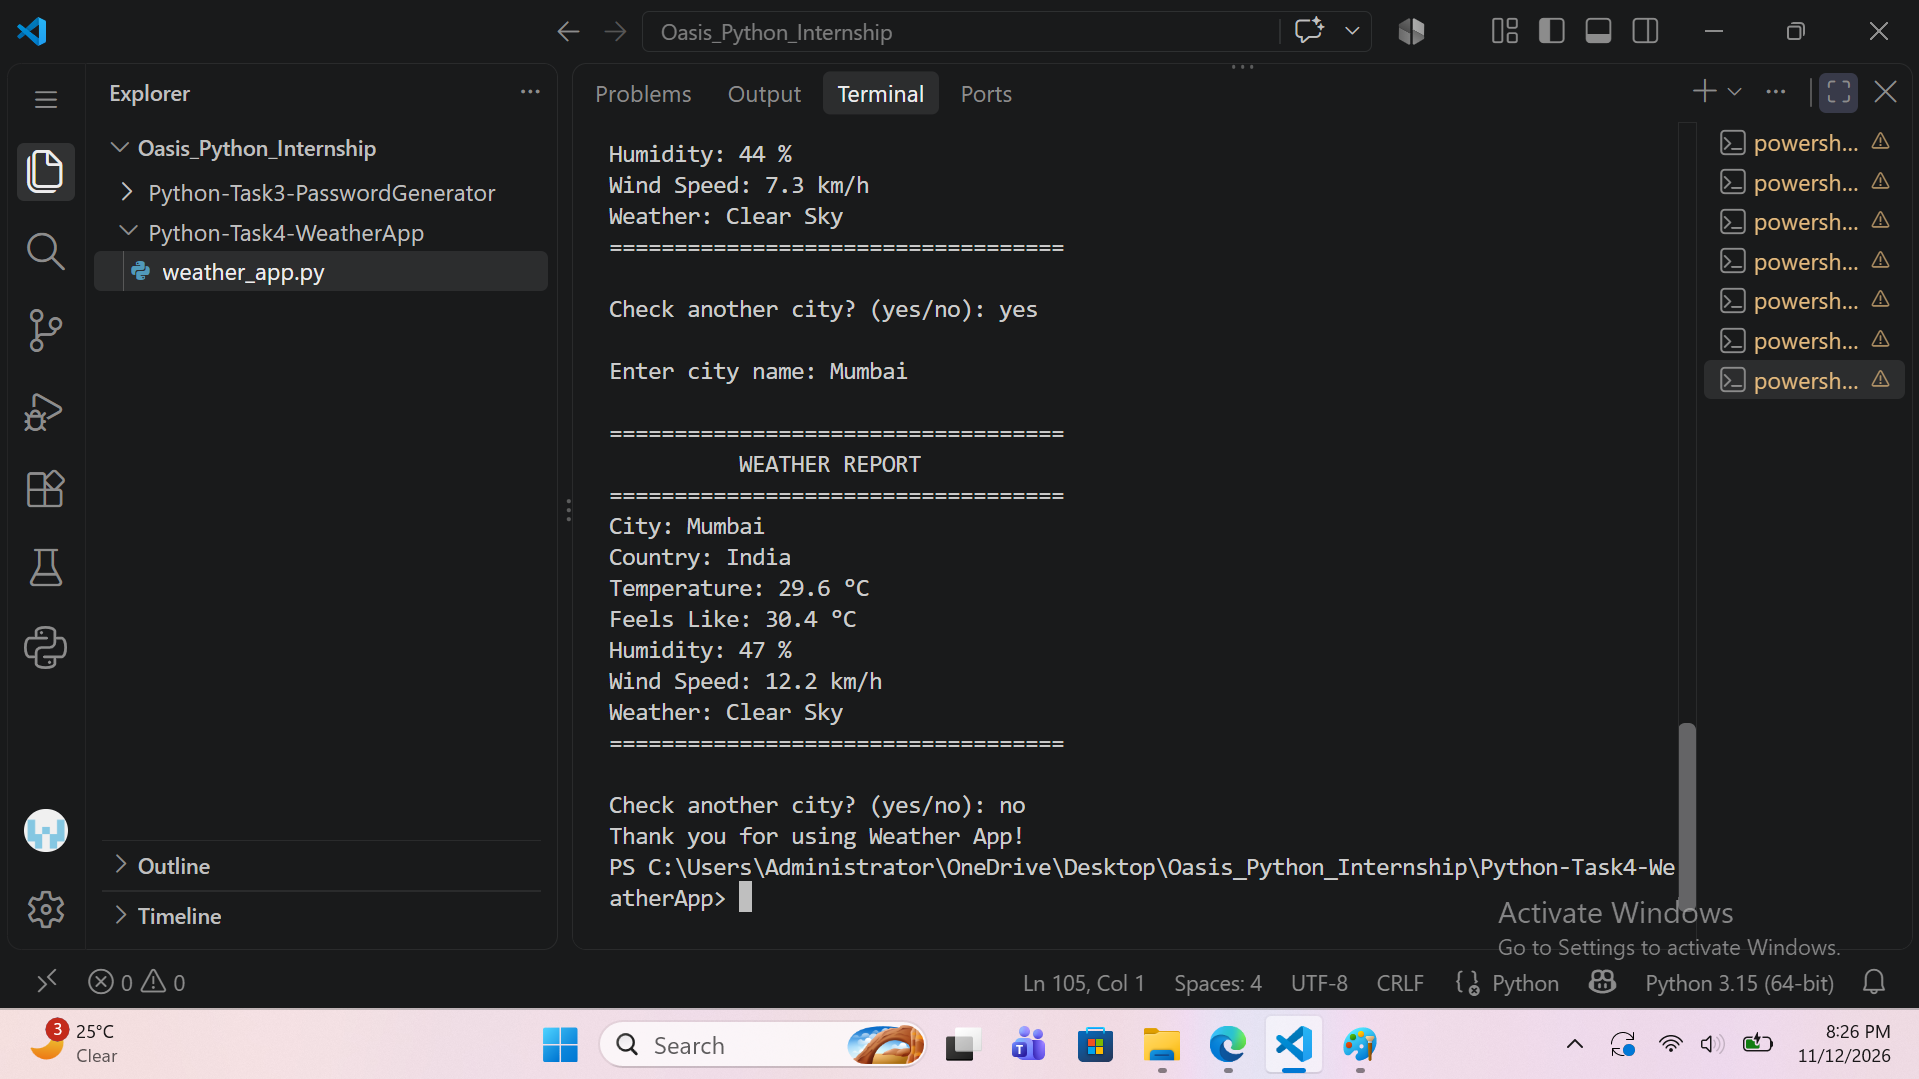 Oasis_Python_Internship
Explorer
Oasis_Python_Internship
Python-Task3-PasswordGenerator
Python-Task4-WeatherApp
weather_app.py
Outline
Timeline
Problems Output Terminal Ports
Humidity: 44 %
Wind Speed: 7.3 km/h
Weather: Clear Sky
===================================
Check another city? (yes/no): yes
Enter city name: Mumbai
===================================
WEATHER REPORT
===================================
City: Mumbai
Country: India
Temperature: 29.6 °C
Feels Like: 30.4 °C
Humidity: 47 %
Wind Speed: 12.2 km/h
Weather: Clear Sky
===================================
Check another city? (yes/no): no
Thank you for using Weather App!
PS C:\Users\Administrator\OneDrive\Desktop\Oasis_Python_Internship\Python-Task4-We
atherApp>
powersh...
powersh...
powersh...
powersh...
powersh...
powersh...
powersh...
Activate Windows
Go to Settings to activate Windows.
0 0 Ln 105, Col 1 Spaces: 4 UTF-8 CRLF Python Python 3.15 (64-bit)
3 25°C
Clear
Search
8:26 PM
11/12/2026